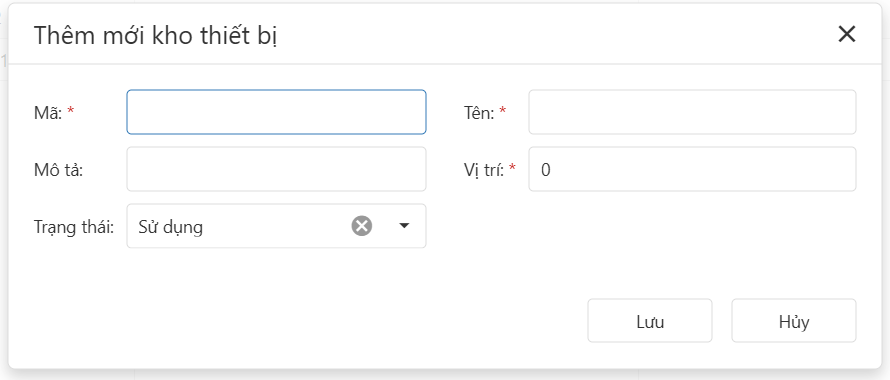 Thêm mới kho thiết bị
Mã: *
Tên: *
Mô tả:
Vị trí: * 0
Trạng thái: Sử dụng
Lưu Hủy